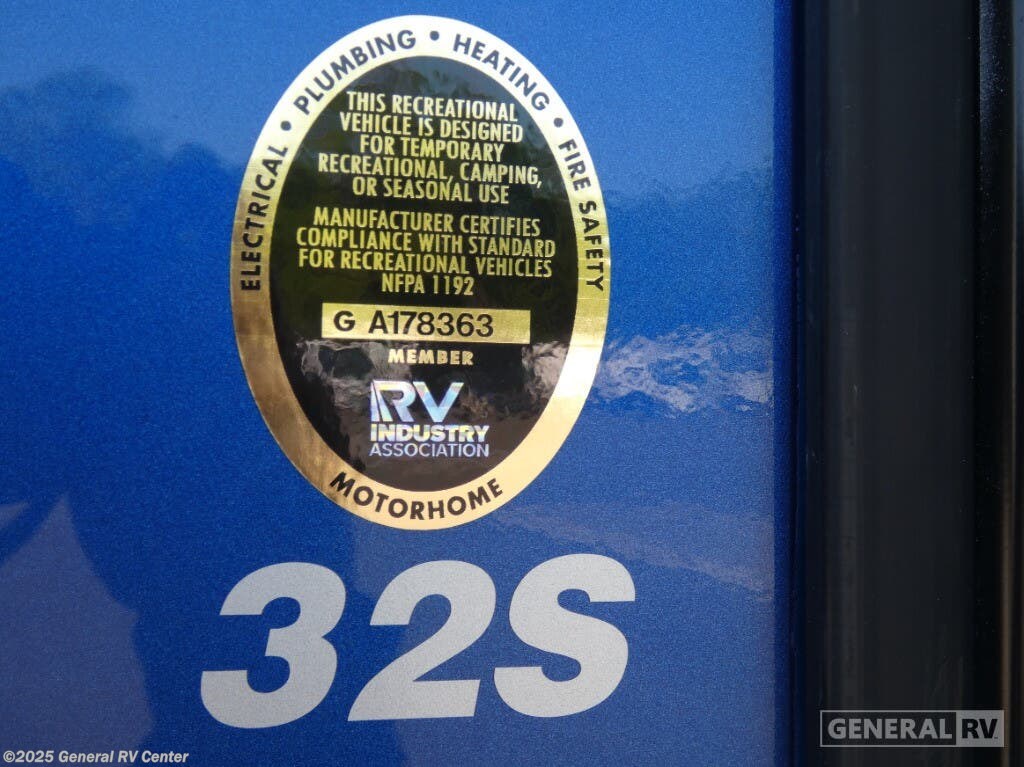 ELECTRICAL • PLUMBING • HEATING • FIRE SAFETY
THIS RECREATIONAL
VEHICLE IS DESIGNED
FOR TEMPORARY
RECREATIONAL, CAMPING,
OR SEASONAL USE
MANUFACTURER CERTIFIES
COMPLIANCE WITH STANDARD
FOR RECREATIONAL VEHICLES
NFPA 1192
G A178363
MEMBER
RV
INDUSTRY
ASSOCIATION
MOTORHOME
32S
GENERAL RV
©2025 General RV Center